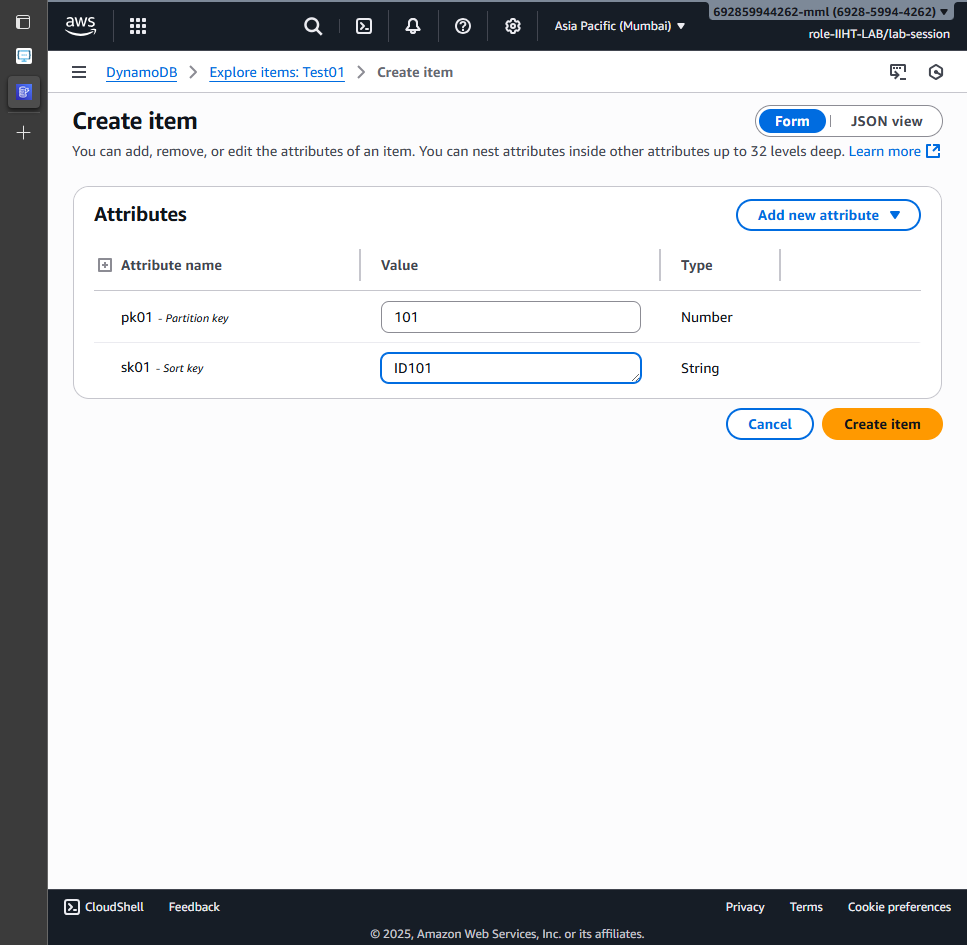 aws
Asia Pacific (Mumbai)
692859944262-mml (6928-5994-4262)
role-IIHT-LAB/lab-session
DynamoDB > Explore items: Test01 > Create item
Create item
Form | JSON view
You can add, remove, or edit the attributes of an item. You can nest attributes inside other attributes up to 32 levels deep. Learn more
Attributes
Add new attribute
Attribute name Value Type
pk01 - Partition key 101 Number
sk01 - Sort key ID101 String
Cancel Create item
CloudShell Feedback Privacy Terms Cookie preferences
© 2025, Amazon Web Services, Inc. or its affiliates.